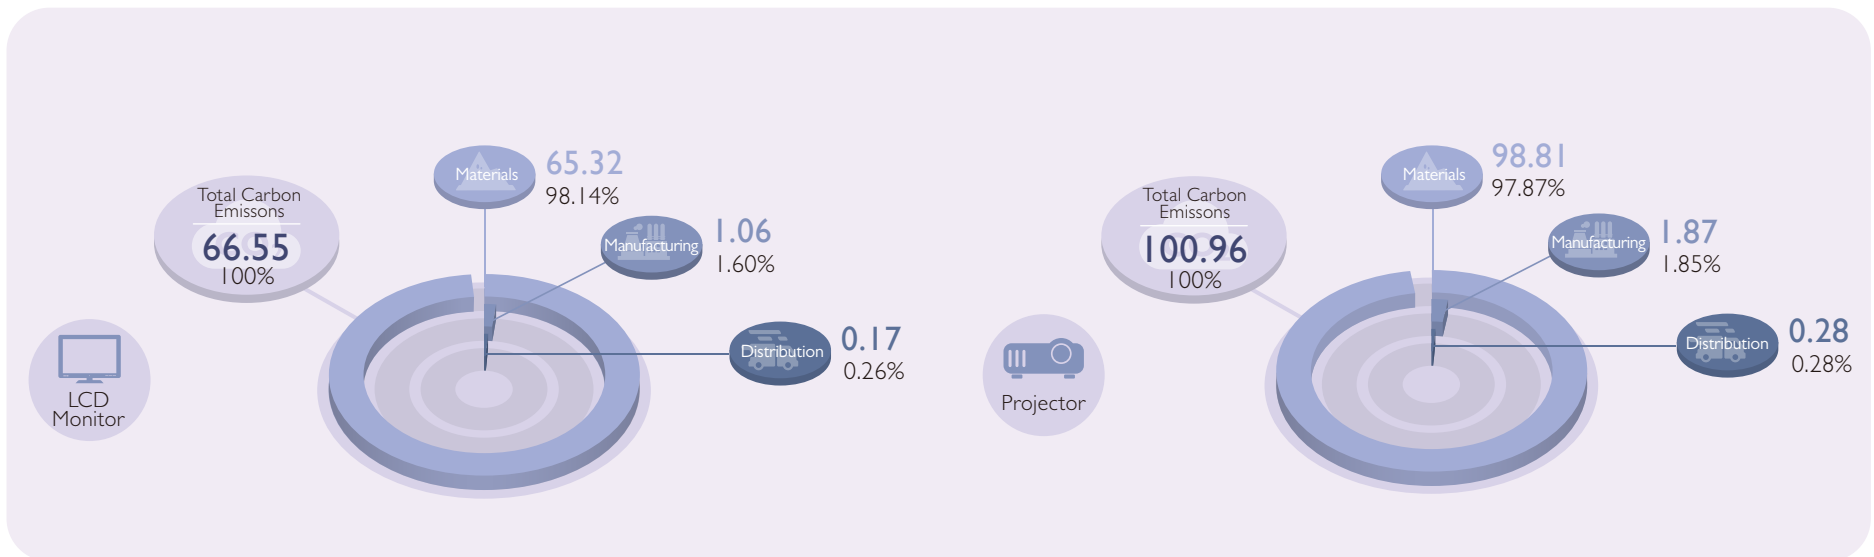 Total Carbon
Emissons
66.55
100%
Materials
65.32
98.14%
Manufacturing
1.06
1.60%
Distribution
0.17
0.26%
LCD
Monitor
Total Carbon
Emissons
100.96
100%
Materials
98.81
97.87%
Manufacturing
1.87
1.85%
Distribution
0.28
0.28%
Projector